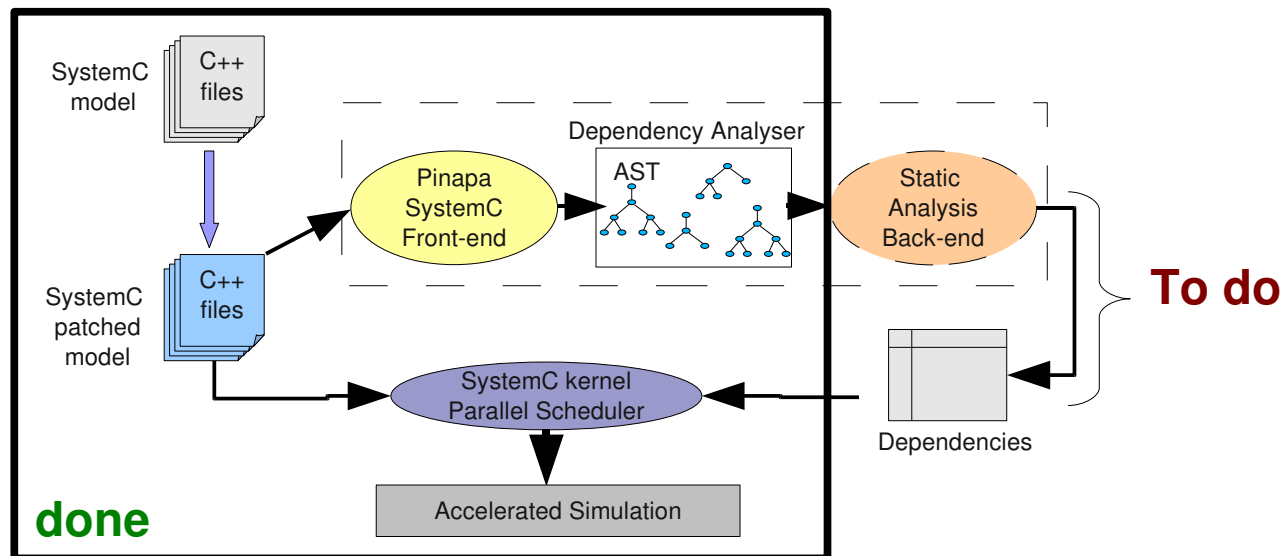 SystemC
model
C++
files
Dependency Analyser
AST
Pinapa
SystemC
Front-end
Static
Analysis
Back-end
SystemC
patched
model
C++
files
To do
SystemC kernel
Parallel Scheduler
Dependencies
Accelerated Simulation
done